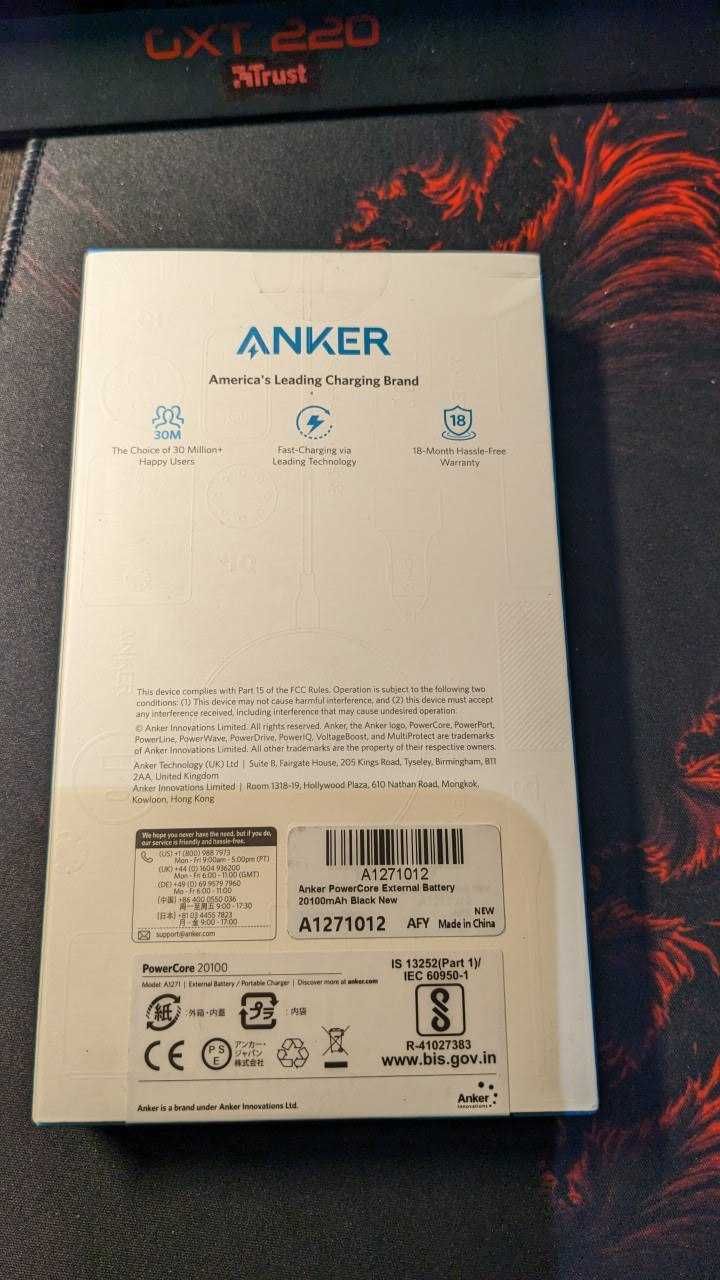 GXT 220
Trust
ANKER
America's Leading Charging Brand
30M
The Choice of 30 Million+
Happy Users
Fast-Charging via
Leading Technology
18
18-Month Hassle-Free
Warranty
This device complies with Part 15 of the FCC Rules. Operation is subject to the following two
conditions: (1) This device may not cause harmful interference, and (2) this device must accept
any interference received, including interference that may cause undesired operation.
© Anker Innovations Limited. All rights reserved. Anker, the Anker logo, PowerCore, PowerPort,
PowerLine, PowerWave, PowerDrive, PowerIQ, VoltageBoost, and MultiProtect are trademarks
of Anker Innovations Limited. All other trademarks are the property of their respective owners.
Anker Technology (UK) Ltd | Suite B, Fairgate House, 205 Kings Road, Tyseley, Birmingham, B11
2AA, United Kingdom
Anker Innovations Limited | Room 1318-19, Hollywood Plaza, 610 Nathan Road, Mongkok,
Kowloon, Hong Kong
We hope you never have the need, but if you do,
our service is friendly and hassle-free.
(US) +1 (800) 988 7973
Mon - Fri 9:00am - 5:00pm (PT)
(UK) +44 (0) 1604 936200
Mon - Fri 6:00 - 11:00 (GMT)
(DE) +49 (0) 69 9579 7960
Mo - Fr 6:00 - 11:00
(中国) +86 400 0550 036
周一至周五 9:00 - 17:30
(日本) +81 03 4455 7823
月 - 金 9:00 - 17:00
support@anker.com
A1271012
Anker PowerCore External Battery
20100mAh Black New
NEW
A1271012 AFY Made in China
PowerCore 20100
Model: A1271 | External Battery / Portable Charger | Discover more at anker.com
紙 :外箱・内蓋 プラ :内袋
CE PSE
アンカー・
ジャパン
株式会社
IS 13252(Part 1)/
IEC 60950-1
R-41027383
www.bis.gov.in
Anker is a brand under Anker Innovations Ltd.
Anker
Innovations